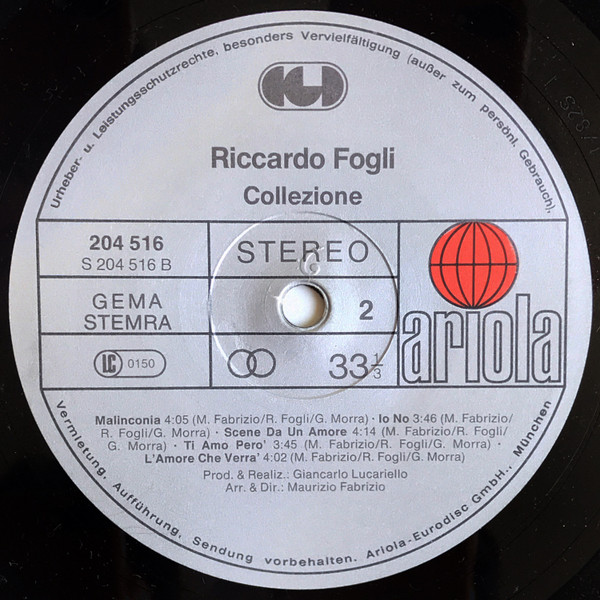 Urheber- u. Leistungsschutzrechte, besonders Vervielfältigung (außer zum persönl. Gebrauch),
Riccardo Fogli
Collezione
204 516
S 204 516 B
STEREO
6
GEMA
STEMRA
2
LC 0150
33 1/3
ariola
Malinconia 4:05 (M. Fabrizio/R. Fogli/G. Morra) · Io No 3:46 (M. Fabrizio/
R. Fogli/G. Morra) · Scene Da Un Amore 4:14 (M. Fabrizio/R. Fogli/
G. Morra) · Ti Amo Pero' 3:45 (M. Fabrizio/R. Fogli/G. Morra) ·
L'Amore Che Verra' 4:02 (M. Fabrizio/R. Fogli/G. Morra)
Prod. & Realiz.: Giancarlo Lucariello
Arr. & Dir.: Maurizio Fabrizio
Vermietung, Aufführung, Sendung vorbehalten. Ariola-Eurodisc GmbH., München